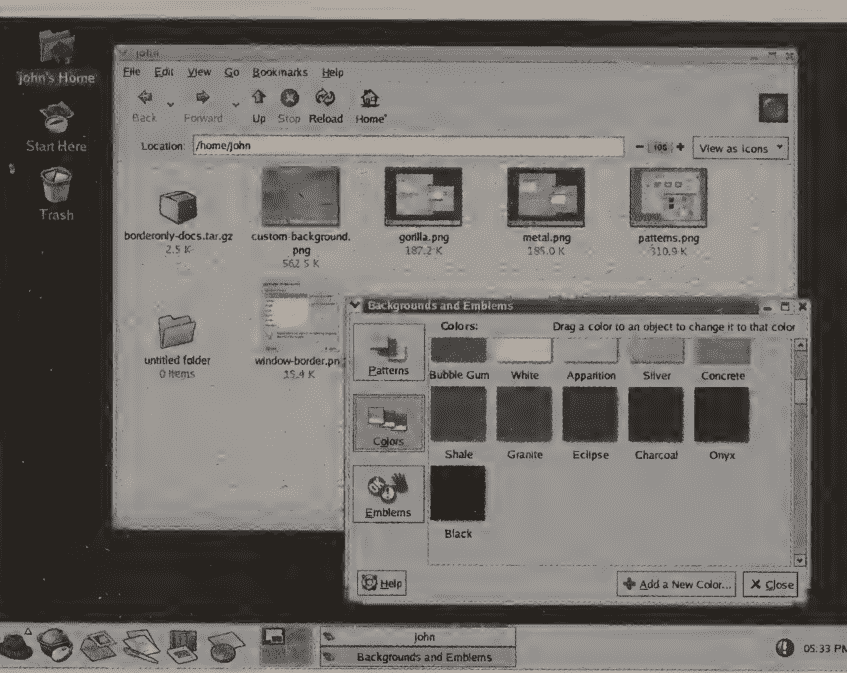 john
John's Home
File Edit View Go Bookmarks Help
Back Forward Up Stop Reload Home
Start Here
Location: /home/john
100
View as Icons
Trash
borderonly-docs.tar.gz
2.5 K
custom-background.
png
562.5 K
gorilla.png
187.2 K
metal.png
185.0 K
patterns.png
310.9 K
untitled folder
0 items
window-border.pn
Backgrounds and Emblems
Colors: Drag a color to an object to change it to that color
Patterns
Bubble Gum White Apparition Silver Concrete
Colors
Shale Granite Eclipse Charcoal Onyx
Emblems
Black
Help
Add a New Color...
Close
john
Backgrounds and Emblems
05:33 PM